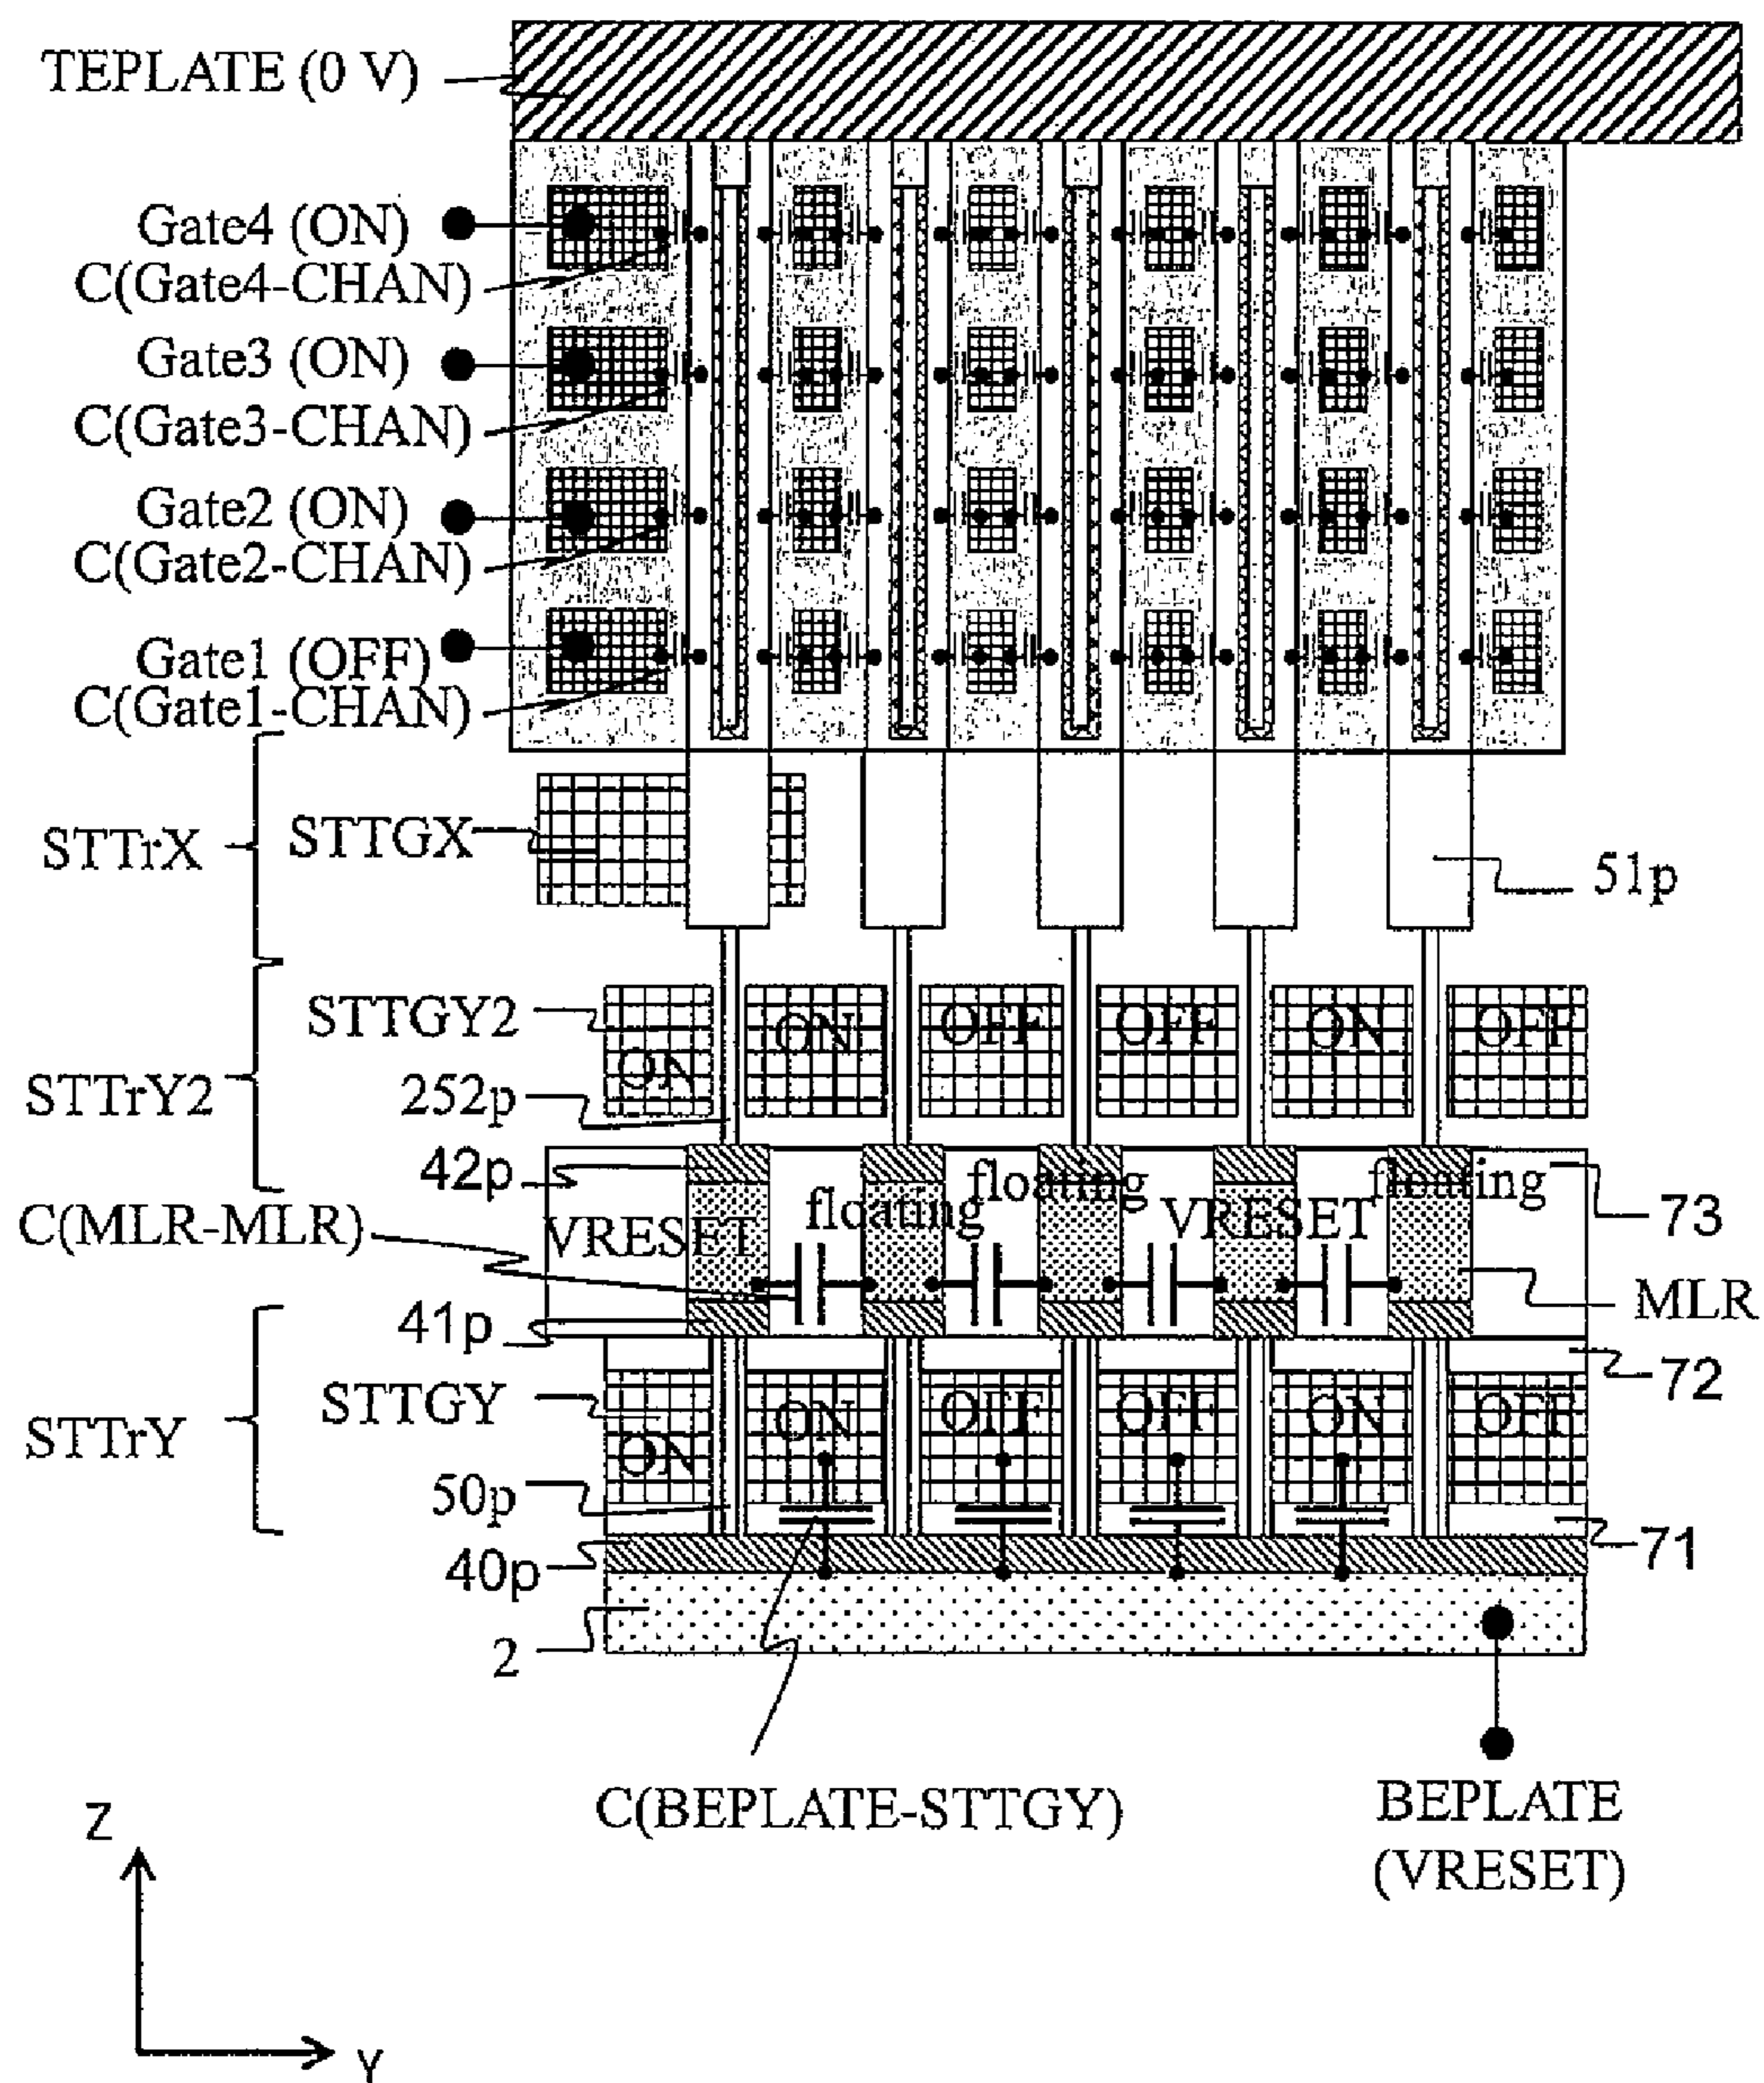 TEPLATE (0 V)
Gate4 (ON)
C(Gate4-CHAN)
Gate3 (ON)
C(Gate3-CHAN)
Gate2 (ON)
C(Gate2-CHAN)
Gate1 (OFF)
C(Gate1-CHAN)
STTrX
STTGX
51p
STTGY2
ON
ON
OFF
OFF
ON
OFF
STTrY2
252p
42p
floating
floating
floating
73
C(MLR-MLR)
VRESET
VRESET
MLR
41p
72
STTGY
ON
ON
OFF
OFF
ON
OFF
STTrY
50p
71
40p
2
C(BEPLATE-STTGY)
BEPLATE
(VRESET)
Z
Y